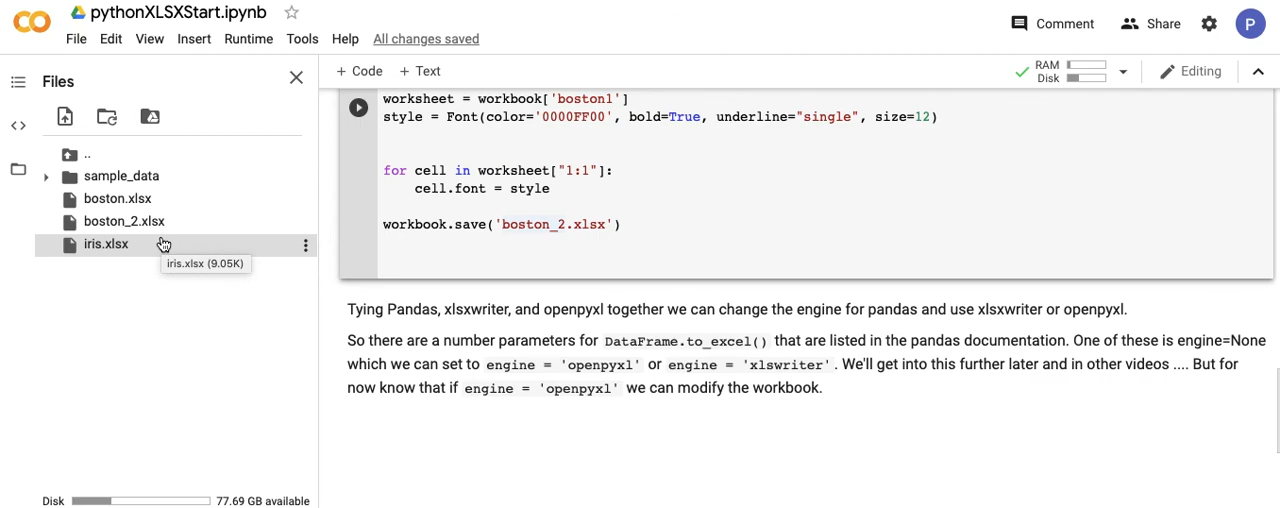 pythonXLSXStart.ipynb
File Edit View Insert Runtime Tools Help All changes saved
Comment Share P
Files
+ Code + Text
RAM
Disk
Editing
..
sample_data
boston.xlsx
boston_2.xlsx
iris.xlsx
iris.xlsx (9.05K)
Disk 77.69 GB available
worksheet = workbook['boston1']
style = Font(color='0000FF00', bold=True, underline="single", size=12)
for cell in worksheet["1:1"]:
cell.font = style
workbook.save('boston_2.xlsx')
Tying Pandas, xlsxwriter, and openpyxl together we can change the engine for pandas and use xlsxwriter or openpyxl.
So there are a number parameters for DataFrame.to_excel() that are listed in the pandas documentation. One of these is engine=None
which we can set to engine = 'openpyxl' or engine = 'xlswriter'. We'll get into this further later and in other videos .... But for
now know that if engine = 'openpyxl' we can modify the workbook.